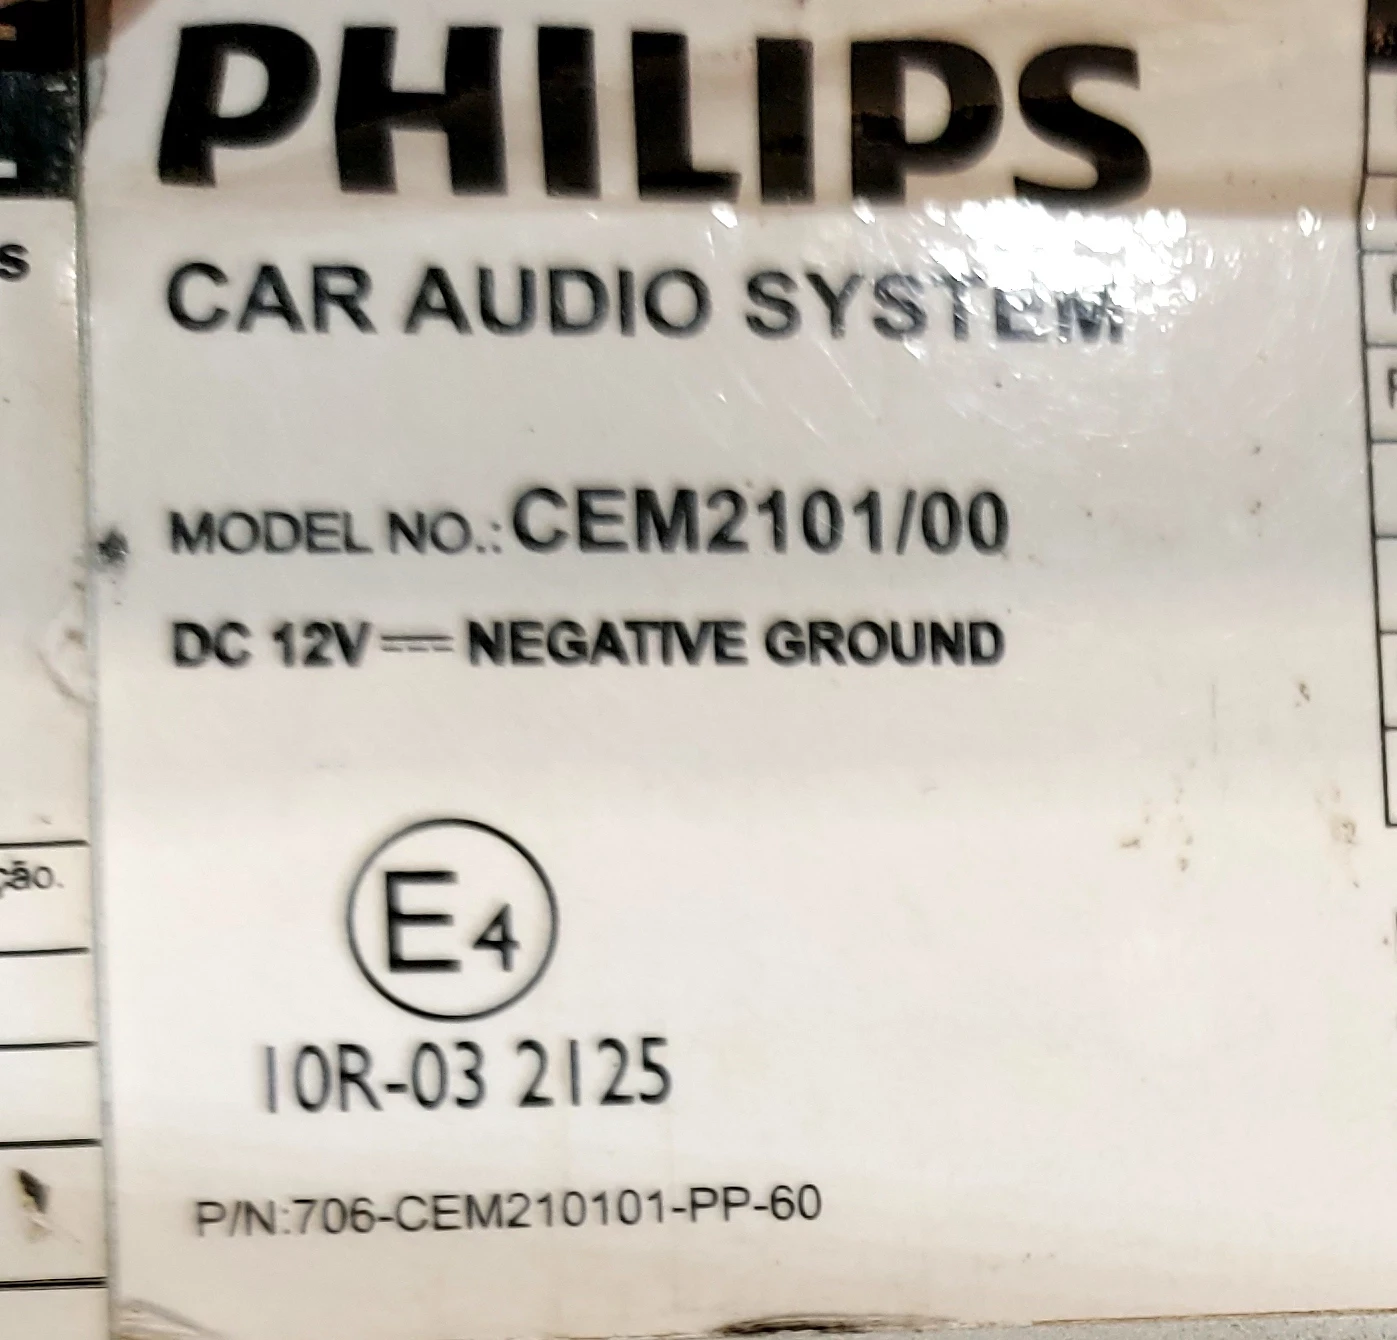 PHILIPS
CAR AUDIO SYSTEM
MODEL NO.: CEM2101/00
DC 12V NEGATIVE GROUND
E4
10R-03 2125
P/N:706-CEM210101-PP-60
s
ção.